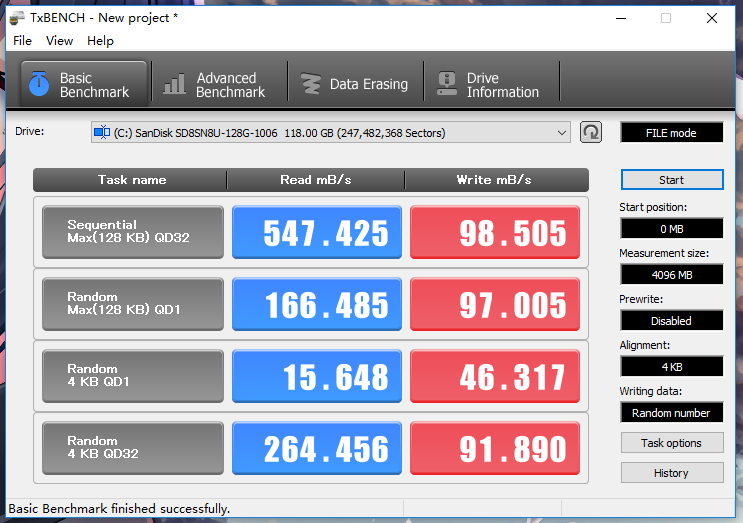 TxBENCH - New project *
File View Help
Basic
Benchmark
Advanced
Benchmark
Data Erasing
Drive
Information
Drive:
(C:) SanDisk SD8SN8U-128G-1006 118.00 GB (247,482,368 Sectors)
FILE mode
Task name Read mB/s Write mB/s
Start
Sequential
Max(128 KB) QD32
547.425 98.505
Start position:
0 MB
Measurement size:
4096 MB
Random
Max(128 KB) QD1
166.485 97.005
Prewrite:
Disabled
Alignment:
4 KB
Random
4 KB QD1
15.648 46.317
Writing data:
Random number
Random
4 KB QD32
264.456 91.890
Task options
History
Basic Benchmark finished successfully.